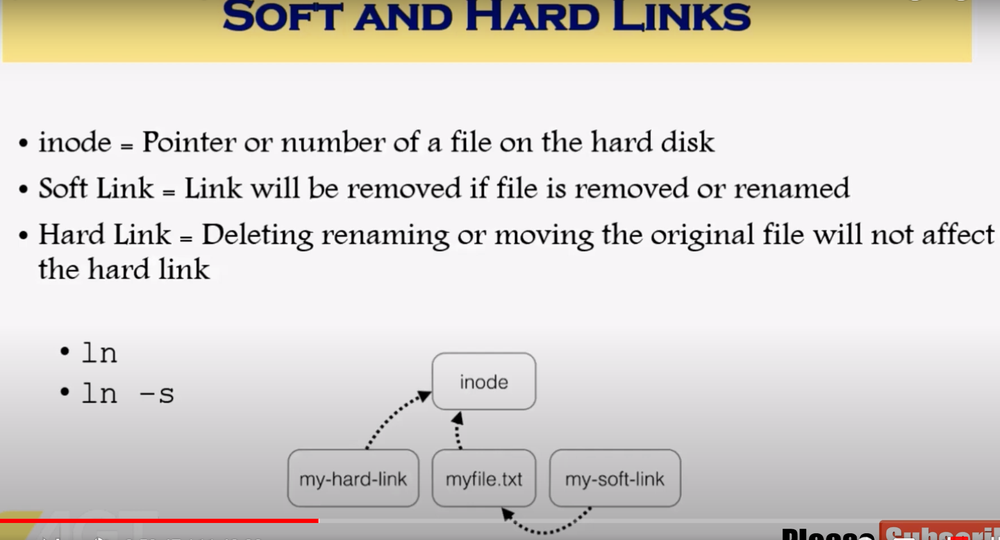 SOFT AND HARD LINKS
• inode = Pointer or number of a file on the hard disk
• Soft Link = Link will be removed if file is removed or renamed
• Hard Link = Deleting renaming or moving the original file will not affect
the hard link
• ln
• ln -s
inode
my-hard-link
myfile.txt
my-soft-link
Please